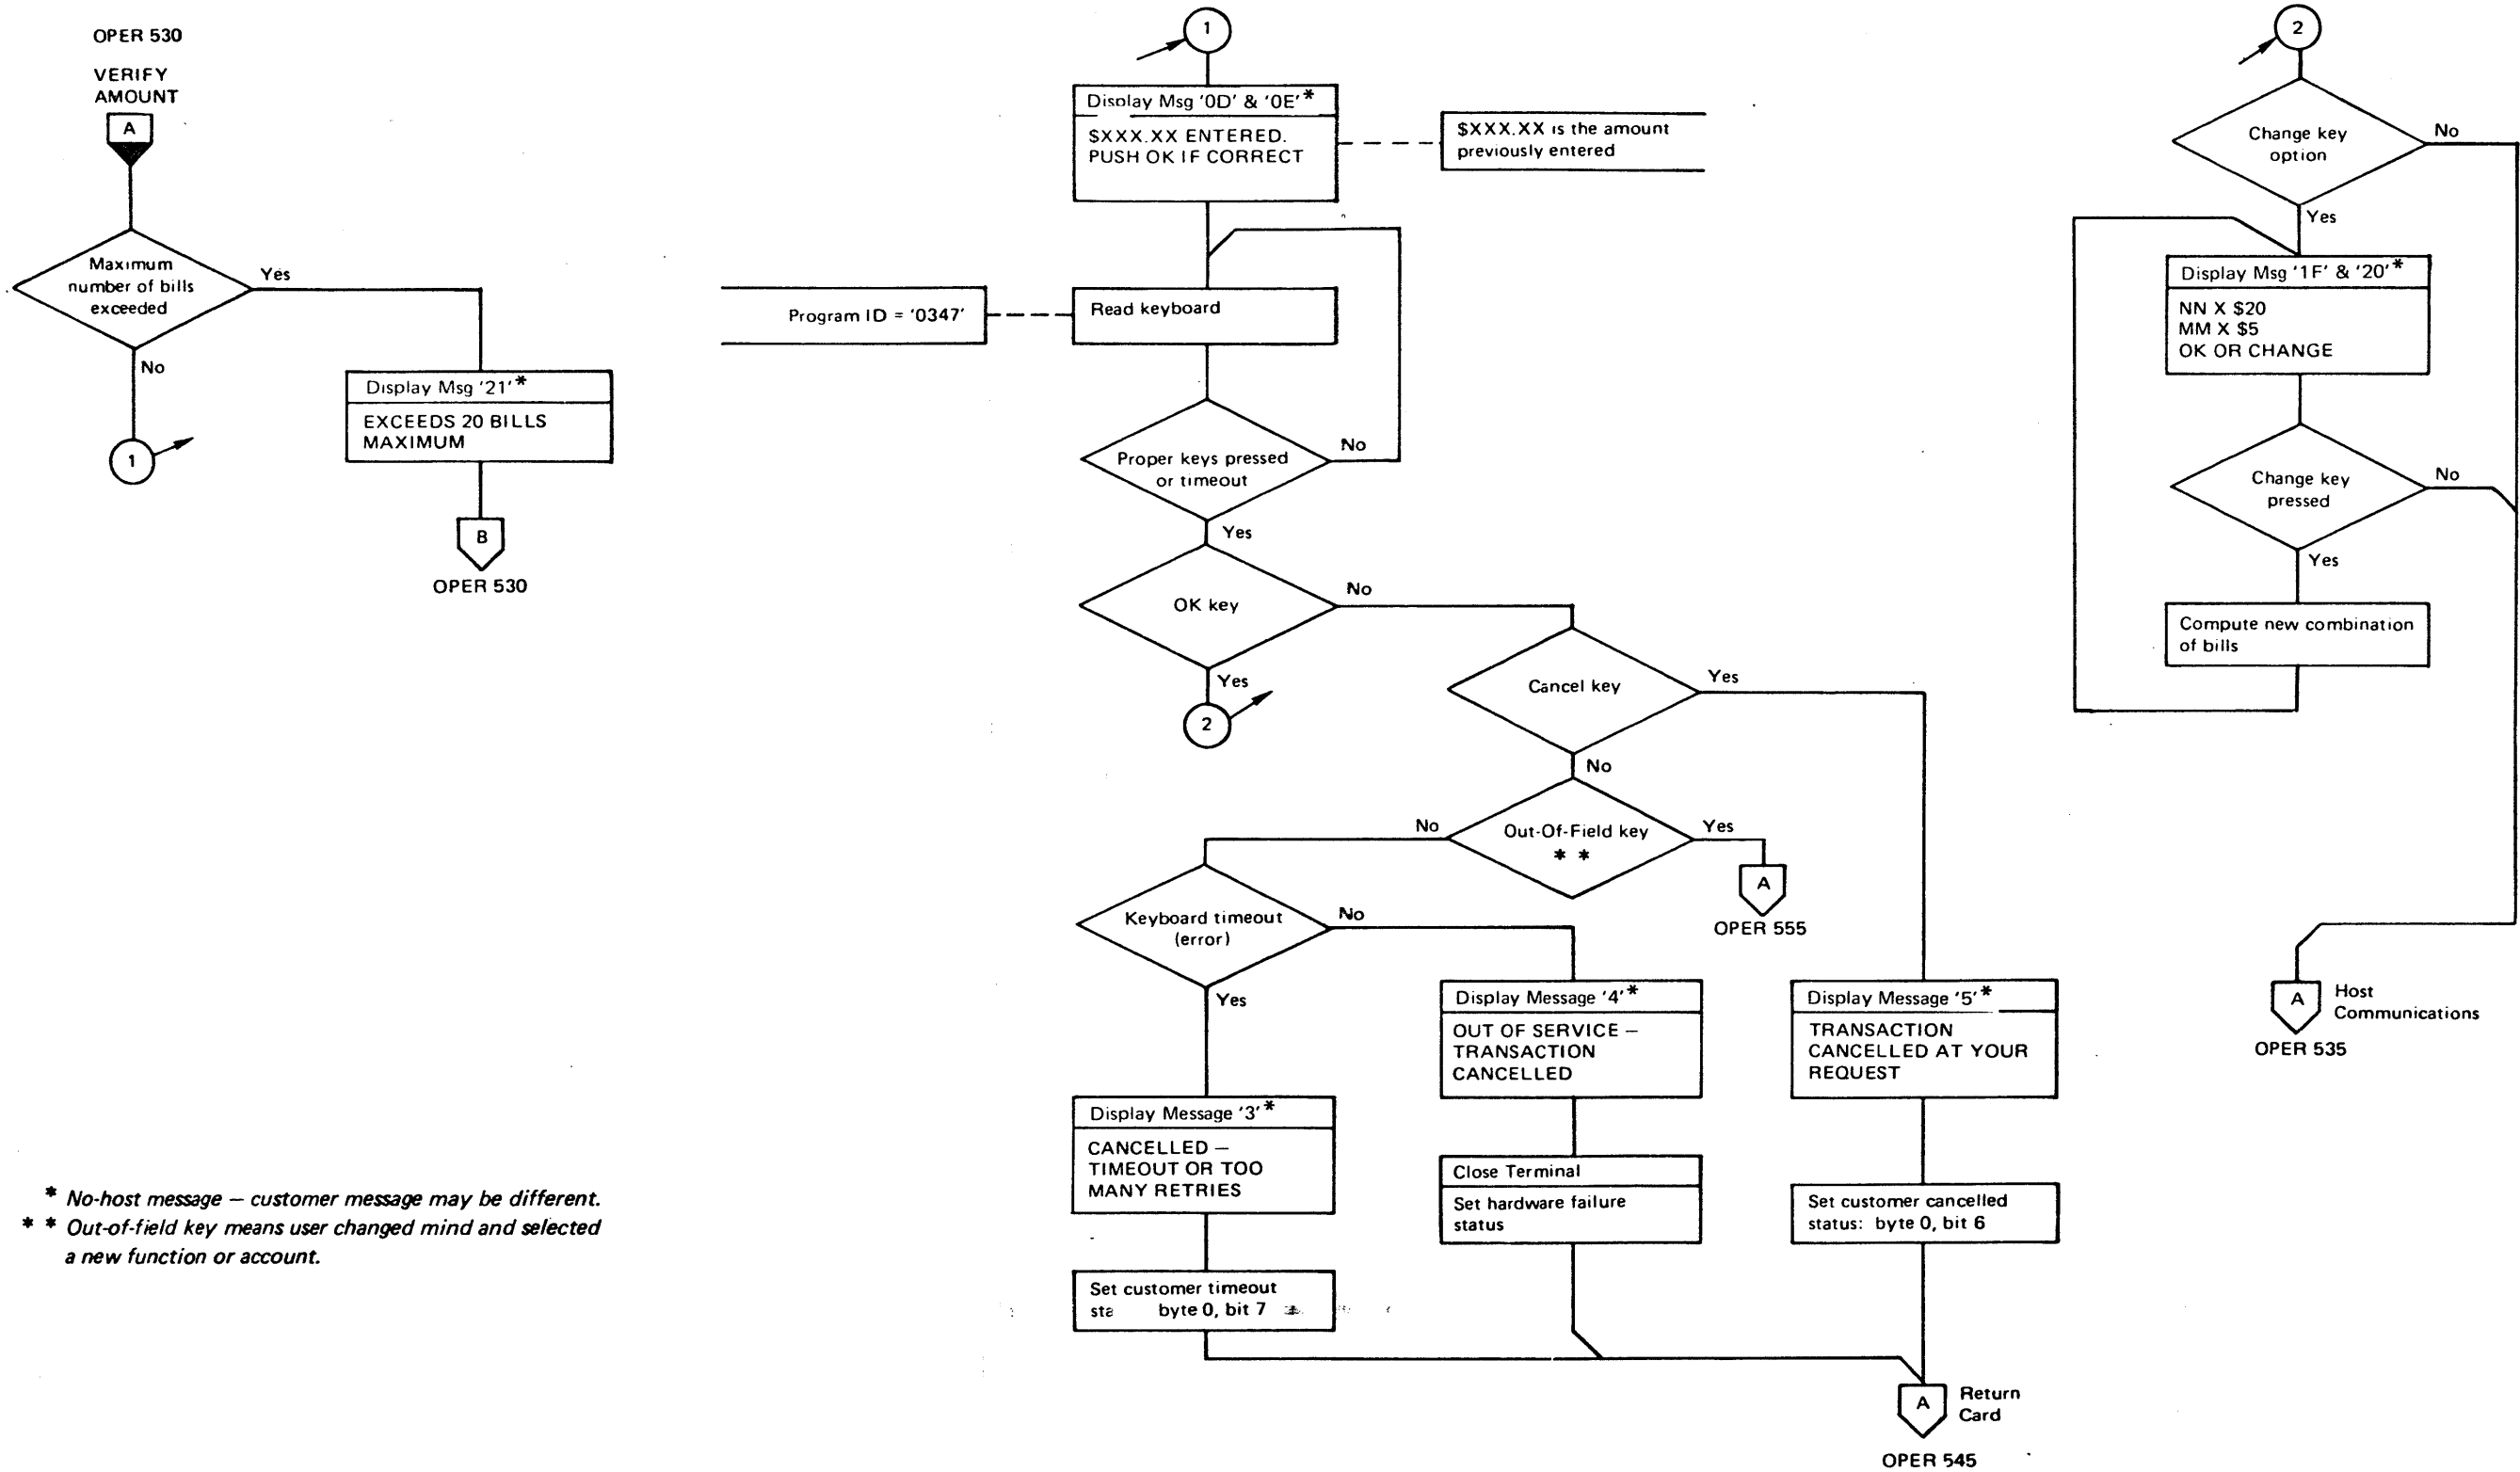 OPER 530
VERIFY
AMOUNT
A
Maximum
number of bills
exceeded
Yes
No
1
Display Msg '21'*
EXCEEDS 20 BILLS
MAXIMUM
B
OPER 530
1
Display Msg '0D' & '0E'*
$XXX.XX ENTERED.
PUSH OK IF CORRECT
$XXX.XX is the amount
previously entered
Program ID = '0347'
Read keyboard
Proper keys pressed
or timeout
No
Yes
OK key
No
Yes
2
Cancel key
Yes
No
Out-Of-Field key
* *
No
Yes
A
OPER 555
Keyboard timeout
(error)
No
Yes
Display Message '3'*
CANCELLED —
TIMEOUT OR TOO
MANY RETRIES
Set customer timeout
byte 0, bit 7
Display Message '4'*
OUT OF SERVICE —
TRANSACTION
CANCELLED
Close Terminal
Set hardware failure
status
Display Message '5'*
TRANSACTION
CANCELLED AT YOUR
REQUEST
Set customer cancelled
status: byte 0, bit 6
A
Return
Card
OPER 545
2
Change key
option
No
Yes
Display Msg '1F' & '20'*
NN X $20
MM X $5
OK OR CHANGE
Change key
pressed
No
Yes
Compute new combination
of bills
A
Host
Communications
OPER 535
* No-host message — customer message may be different.
* * Out-of-field key means user changed mind and selected
a new function or account.